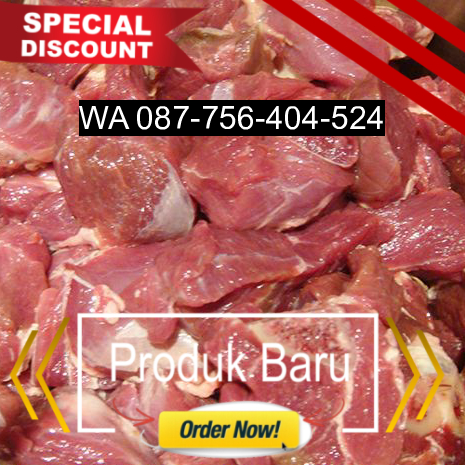 SPECIAL
DISCOUNT
WA 087-756-404-524
Produk Baru
Order Now!